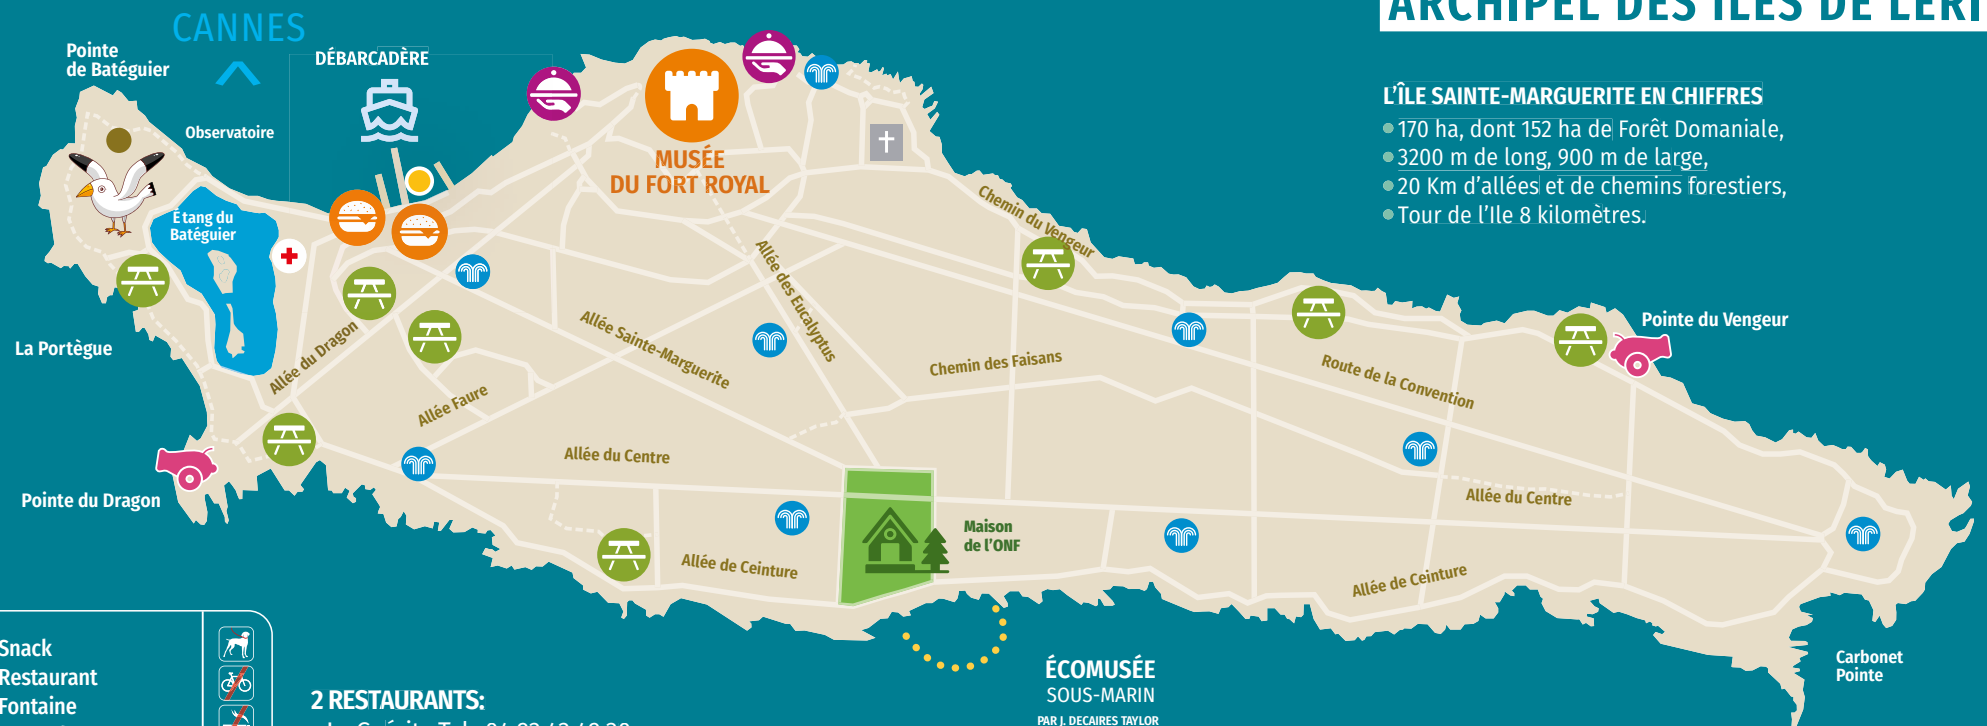 CANNES
Pointe
de Batéguier
DÉBARCADÈRE
Observatoire
Étang du
Batéguier
La Portègue
Pointe du Dragon
MUSÉE
DU FORT ROYAL
Allée du Dragon
Allée Faure
Allée Sainte-Marguerite
Allée des Eucalyptus
Chemin du Vengeur
Chemin des Faisans
Route de la Convention
Pointe du Vengeur
Allée du Centre
Allée du Centre
Allée de Ceinture
Allée de Ceinture
Maison
de l'ONF
Carbonet
Pointe
ARCHIPEL DES ÎLES DE
L'ÎLE SAINTE-MARGUERITE EN CHIFFRES
170 ha, dont 152 ha de Forêt Domaniale,
3200 m de long, 900 m de large,
20 Km d'allées et de chemins forestiers,
Tour de l'Ile 8 kilomètres.
Snack
Restaurant
Fontaine
2 RESTAURANTS:
ÉCOMUSÉE
SOUS-MARIN
PAR J. DECAIRES TAYLOR